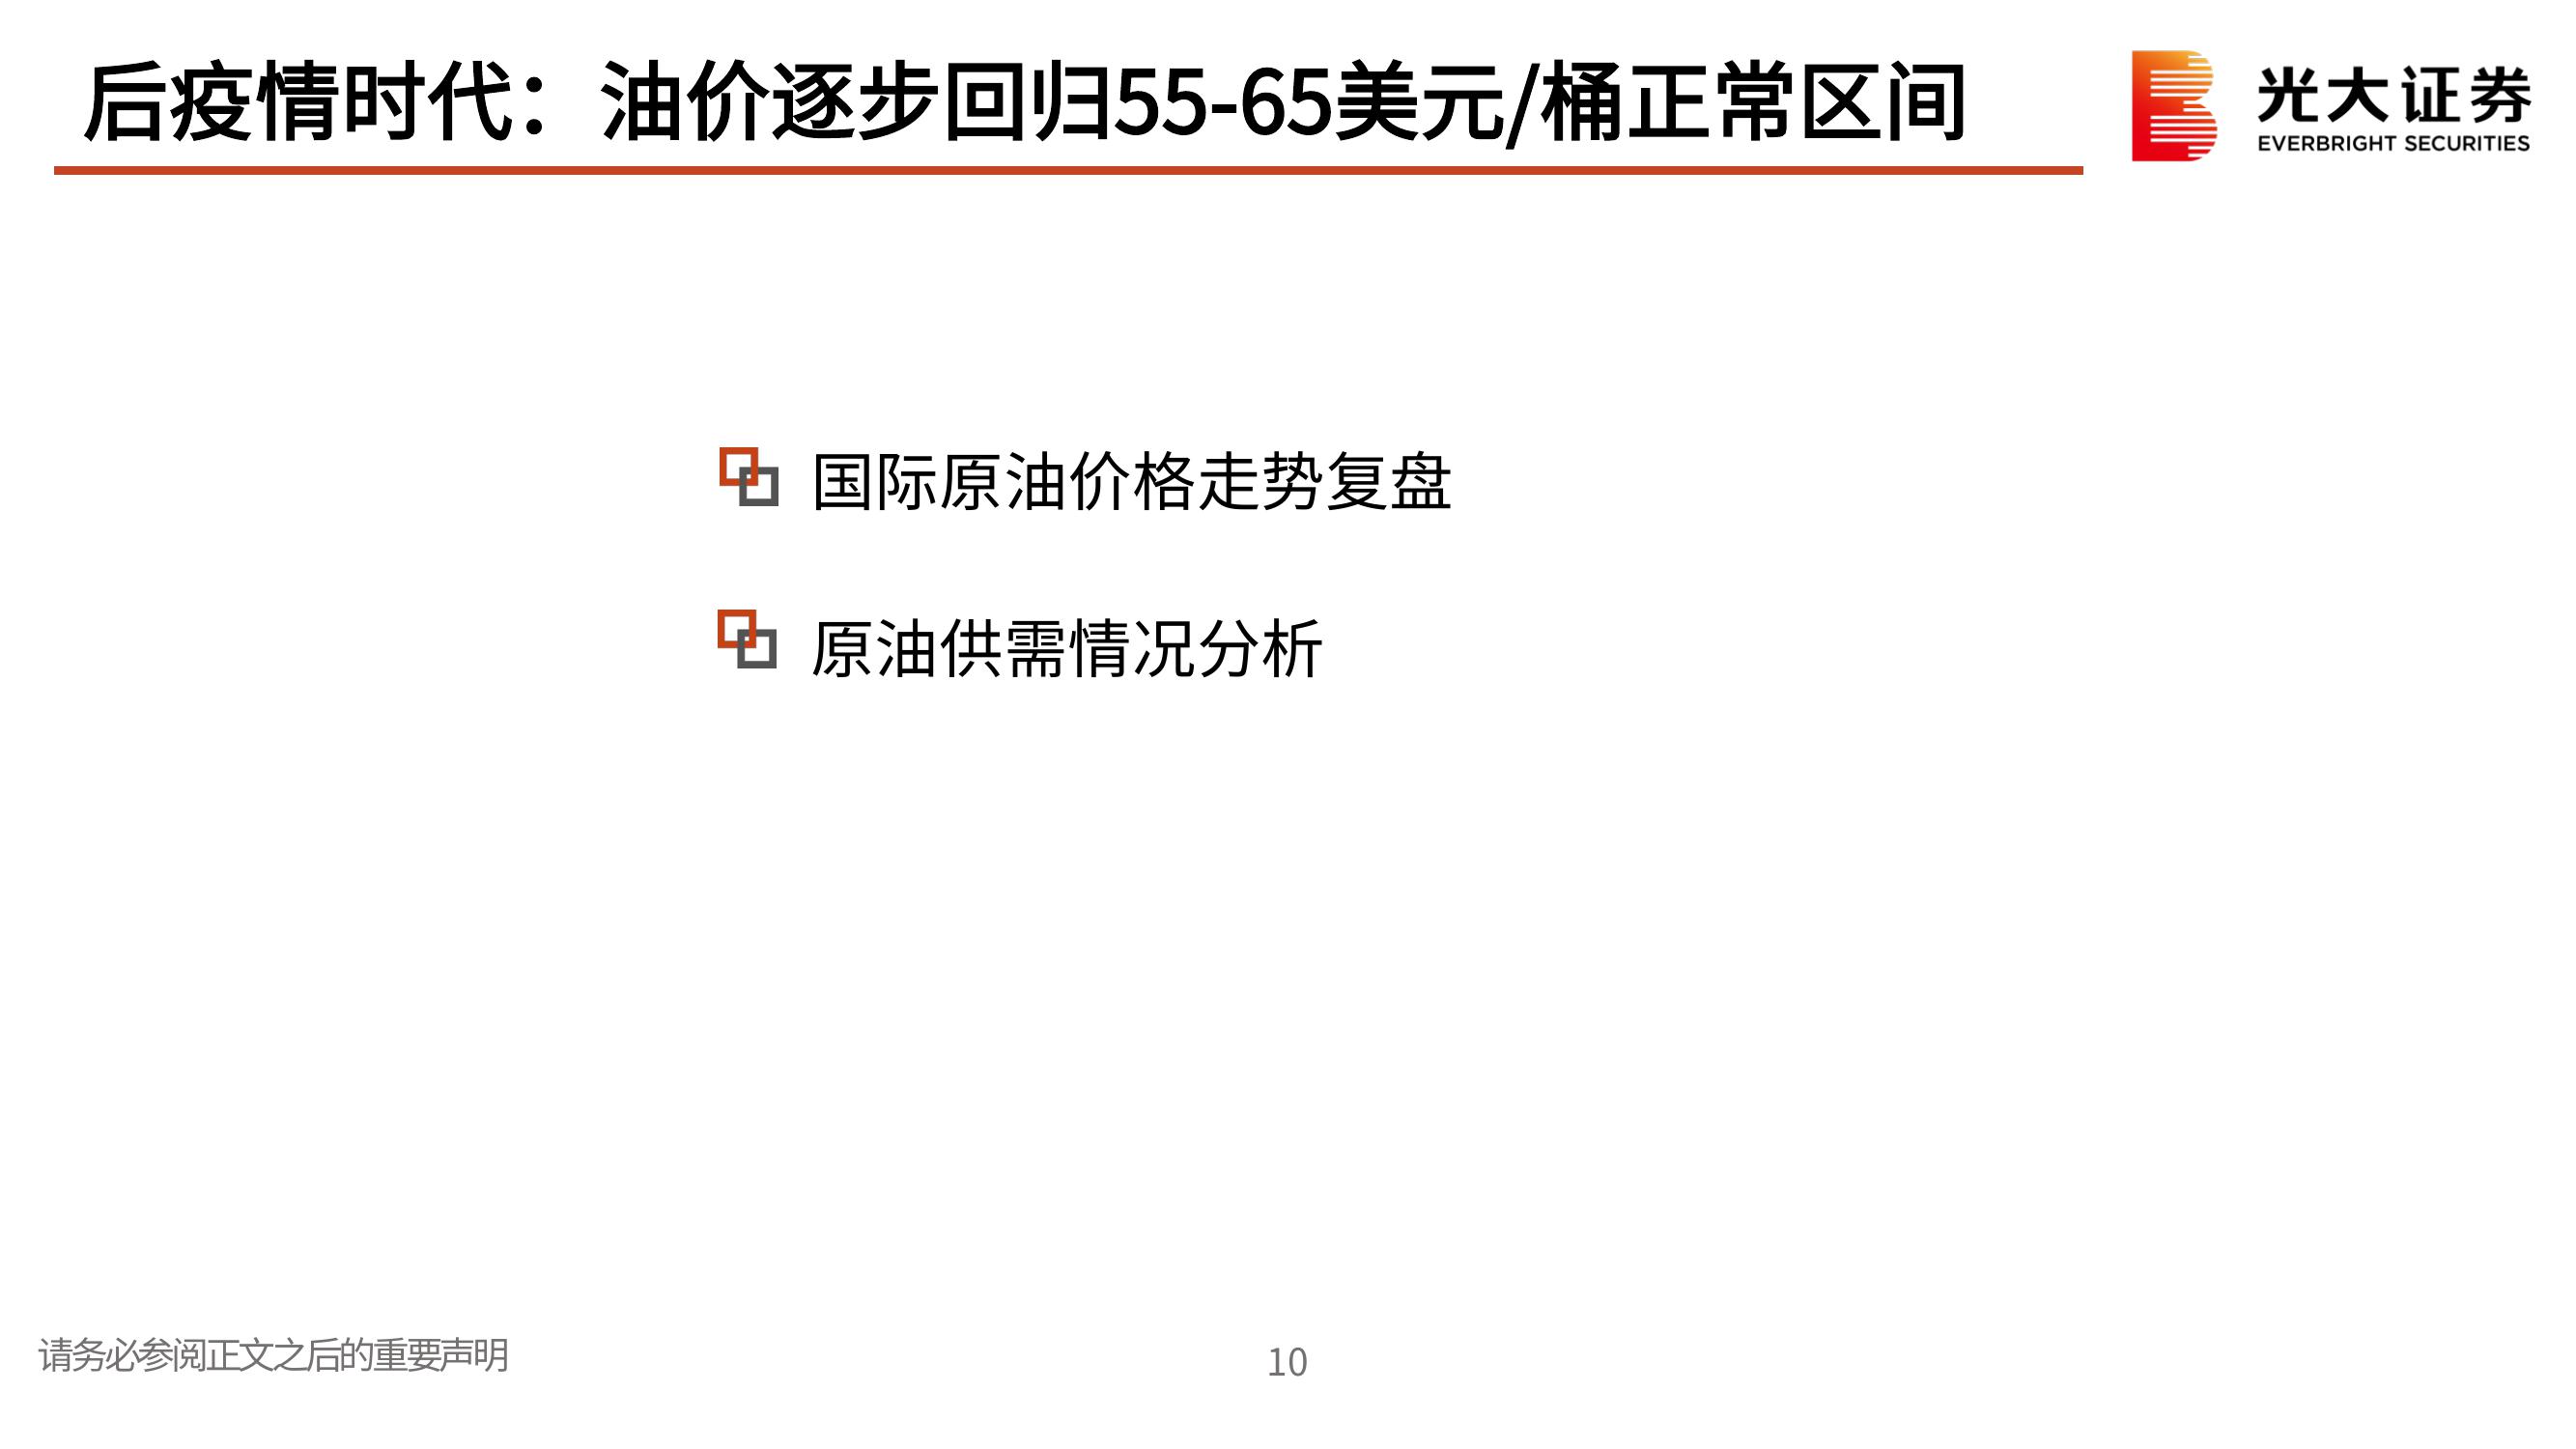 后疫情时代：油价逐步回归55-65美元/桶正常区间
光大证券
EVERBRIGHT SECURITIES
国际原油价格走势复盘
原油供需情况分析
请务必参阅正文之后的重要声明
10